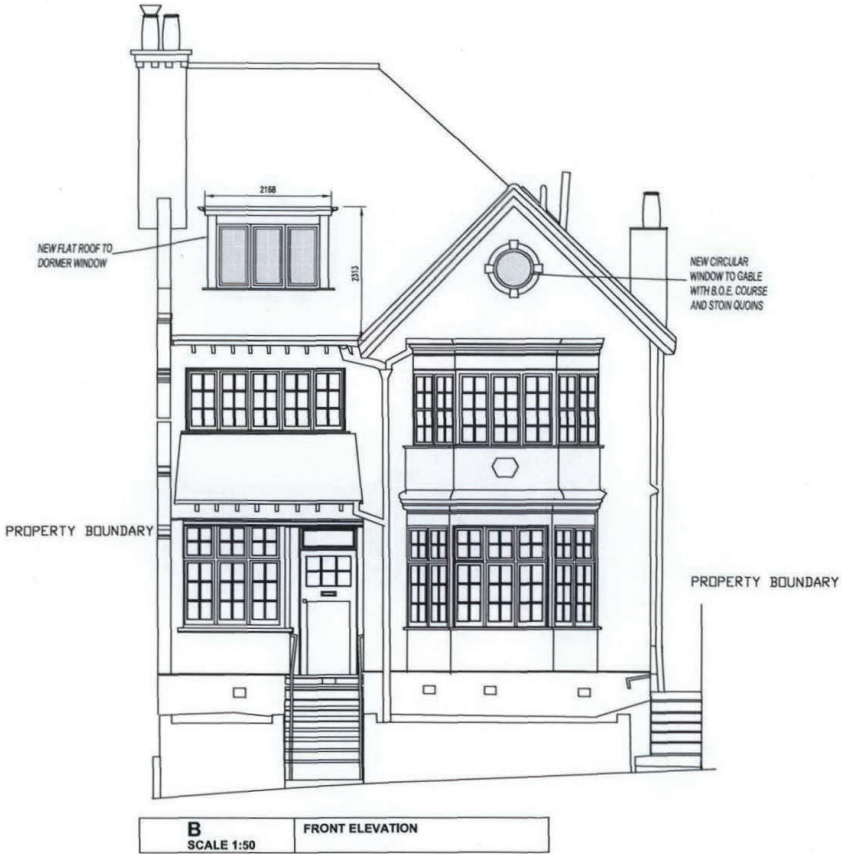 2168
2313
NEW FLAT ROOF TO
DORMER WINDOW
NEW CIRCULAR
WINDOW TO GABLE
WITH B.O.E. COURSE
AND STOIN QUOINS
PROPERTY BOUNDARY
PROPERTY BOUNDARY
B
SCALE 1:50
FRONT ELEVATION